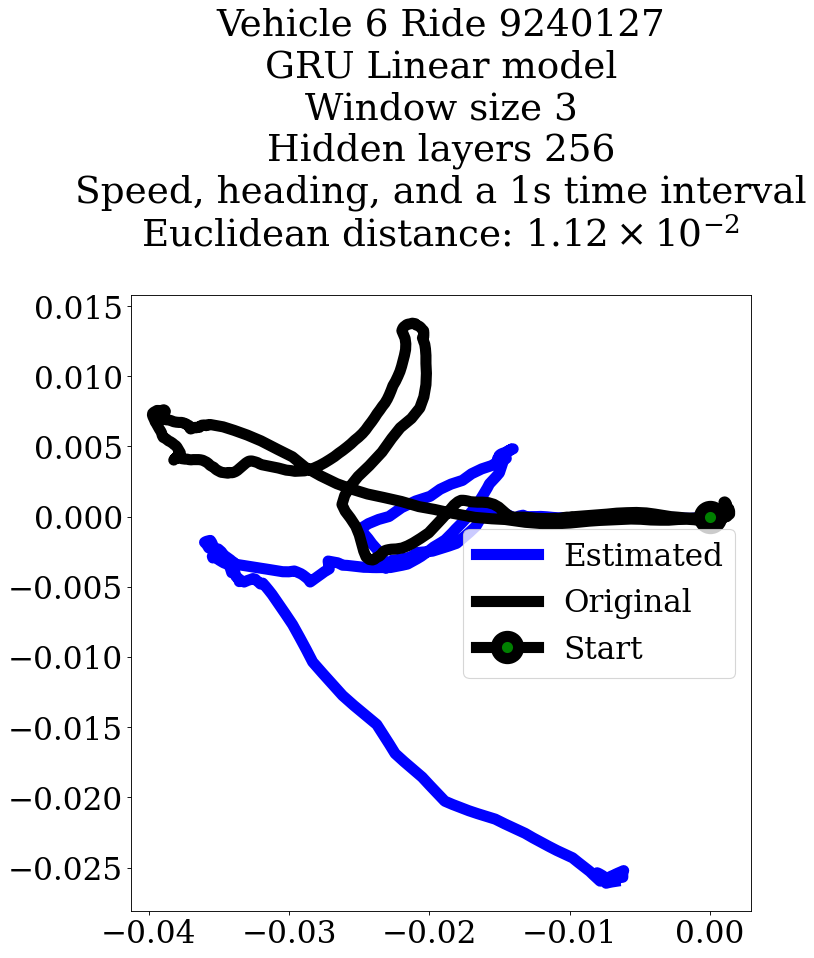 Vehicle 6 Ride 9240127
GRU Linear model
Window size 3
Hidden layers 256
Speed, heading, and a 1s time interval
Euclidean distance: 1.12 × 10⁻²
0.015
0.010
0.005
0.000
−0.005
−0.010
−0.015
−0.020
−0.025
Estimated
Original
Start
−0.04 −0.03 −0.02 −0.01 0.00